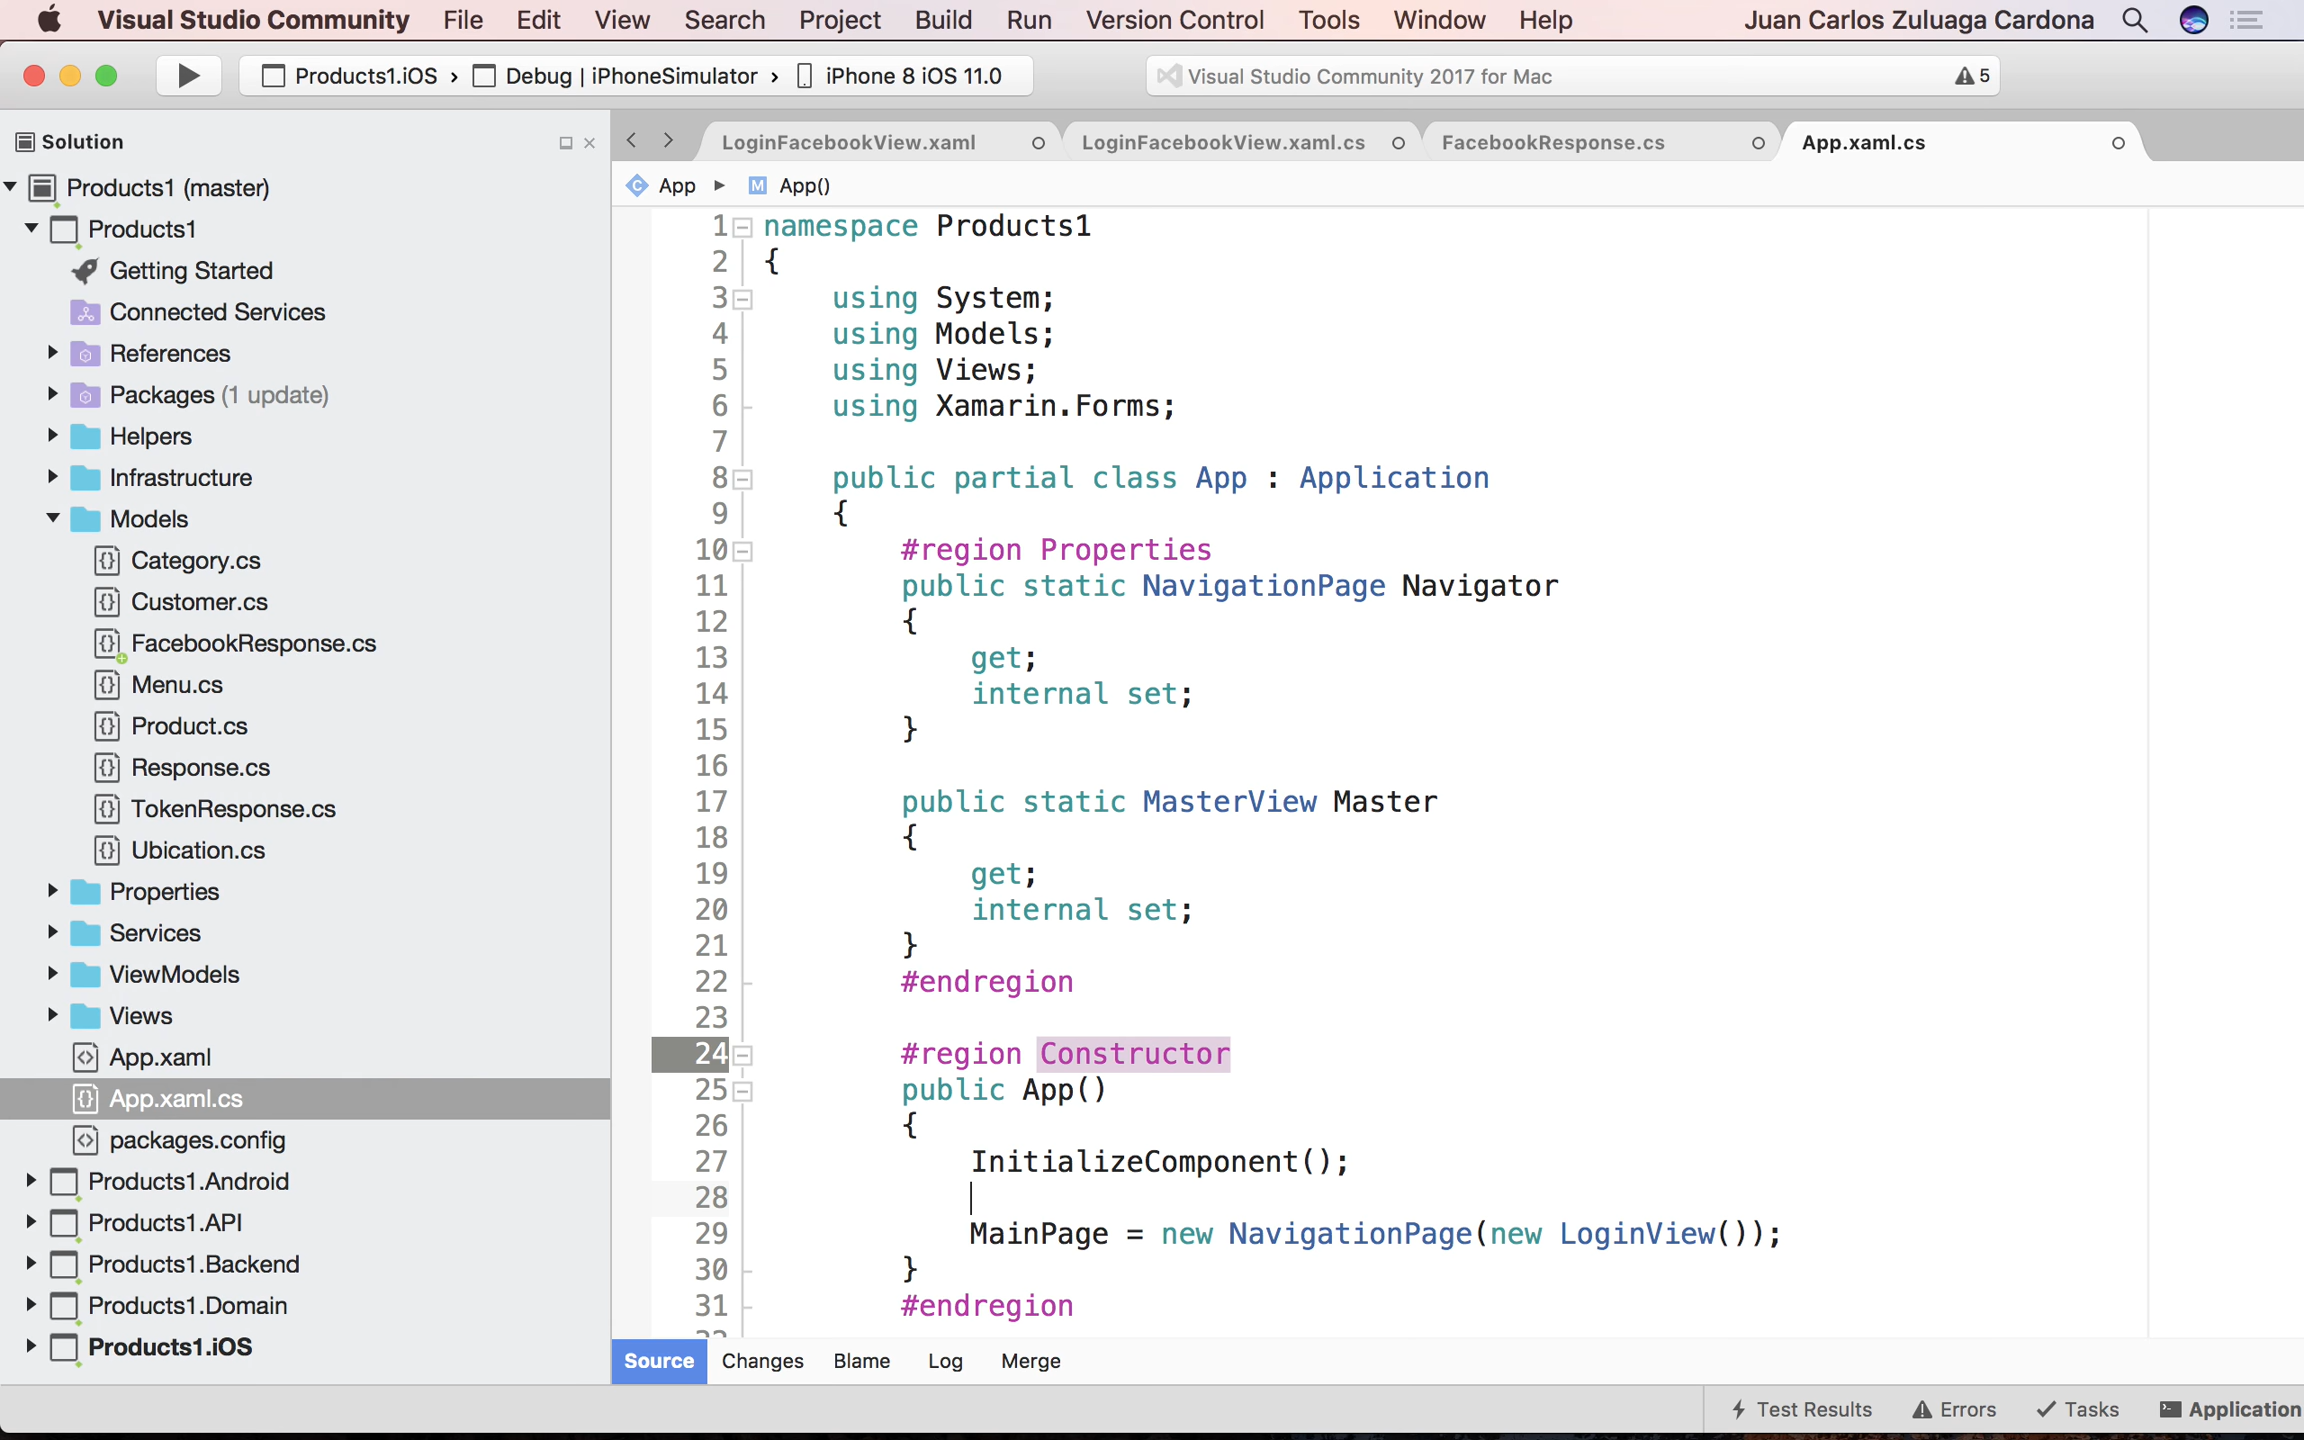 Visual Studio Community File Edit View Search Project Build Run Version Control Tools Window Help Juan Carlos Zuluaga Cardona
Products1.iOS › Debug | iPhoneSimulator › iPhone 8 iOS 11.0 Visual Studio Community 2017 for Mac 5
Solution
LoginFacebookView.xaml LoginFacebookView.xaml.cs FacebookResponse.cs App.xaml.cs
App App()
Products1 (master)
Products1
Getting Started
Connected Services
References
Packages (1 update)
Helpers
Infrastructure
Models
Category.cs
Customer.cs
FacebookResponse.cs
Menu.cs
Product.cs
Response.cs
TokenResponse.cs
Ubication.cs
Properties
Services
ViewModels
Views
App.xaml
App.xaml.cs
packages.config
Products1.Android
Products1.API
Products1.Backend
Products1.Domain
Products1.iOS
1 namespace Products1
2 {
3 using System;
4 using Models;
5 using Views;
6 using Xamarin.Forms;
7
8 public partial class App : Application
9 {
10 #region Properties
11 public static NavigationPage Navigator
12 {
13 get;
14 internal set;
15 }
16
17 public static MasterView Master
18 {
19 get;
20 internal set;
21 }
22 #endregion
23
24 #region Constructor
25 public App()
26 {
27 InitializeComponent();
28
29 MainPage = new NavigationPage(new LoginView());
30 }
31 #endregion
Source Changes Blame Log Merge
Test Results Errors Tasks Application